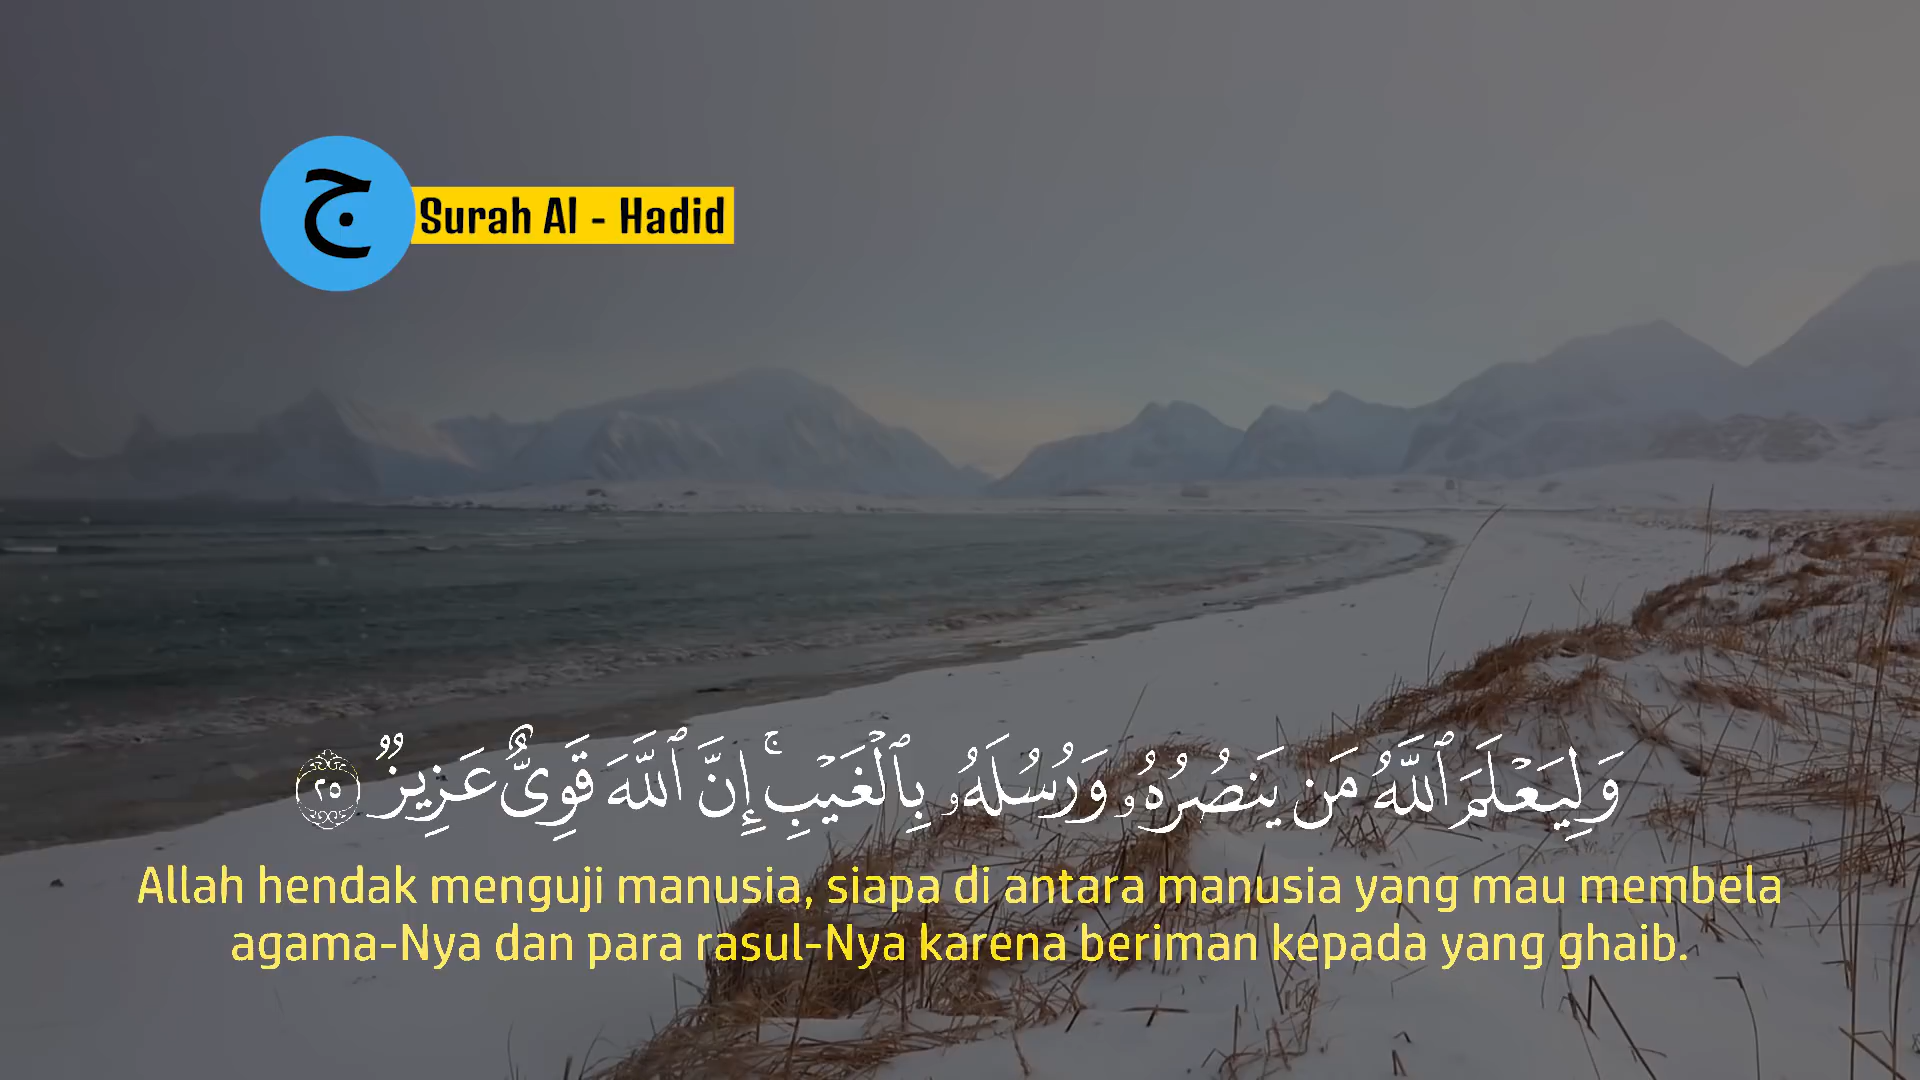 ج
Surah Al - Hadid
وَلِيَعْلَمَ ٱللَّهُ مَن يَنصُرُهُۥ وَرُسُلَهُۥ بِٱلْغَيْبِ ۚ إِنَّ ٱللَّهَ قَوِىٌّ عَزِيزٌ ٢٥
Allah hendak menguji manusia, siapa di antara manusia yang mau membela
agama-Nya dan para rasul-Nya karena beriman kepada yang ghaib.